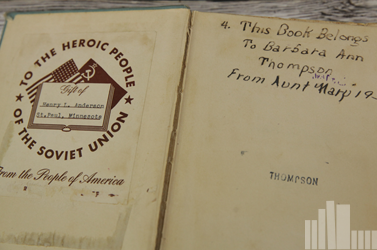 TO THE HEROIC PEOPLE
Gift of
Henry L. Anderson
St.Paul, Minnesota
OF THE SOVIET UNION
From the People of America
4. This Book Belongs
To Barbara Ann
Thompson
From Aunt Mary 19
THOMPSON